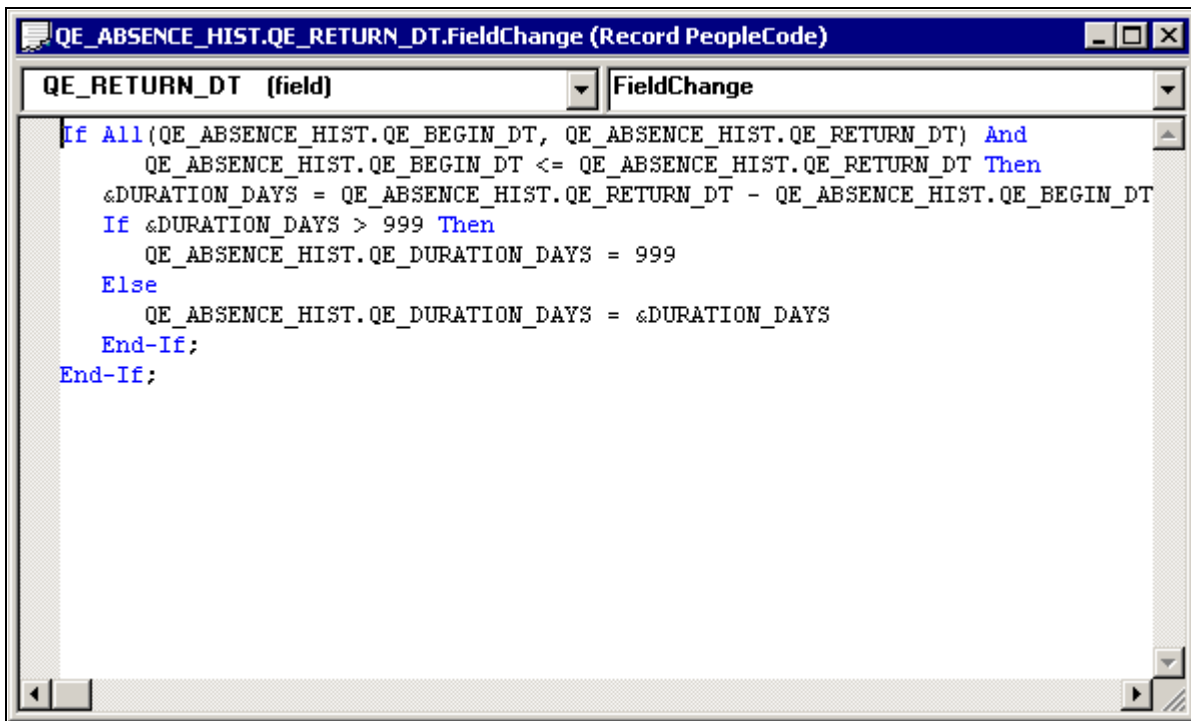 QE_ABSENCE_HIST.QE_RETURN_DT.FieldChange (Record PeopleCode)
QE_RETURN_DT (field) FieldChange
If All(QE_ABSENCE_HIST.QE_BEGIN_DT, QE_ABSENCE_HIST.QE_RETURN_DT) And
QE_ABSENCE_HIST.QE_BEGIN_DT <= QE_ABSENCE_HIST.QE_RETURN_DT Then
&DURATION_DAYS = QE_ABSENCE_HIST.QE_RETURN_DT - QE_ABSENCE_HIST.QE_BEGIN_DT
If &DURATION_DAYS > 999 Then
QE_ABSENCE_HIST.QE_DURATION_DAYS = 999
Else
QE_ABSENCE_HIST.QE_DURATION_DAYS = &DURATION_DAYS
End-If;
End-If;